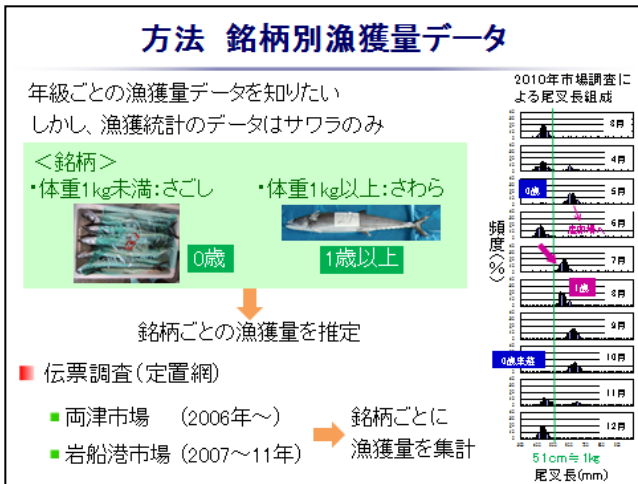 方法 銘柄別漁獲量データ
年級ごとの漁獲量データを知りたい
しかし、漁獲統計のデータはサワラのみ
＜銘柄＞
・体重1kg未満：さごし
・体重1kg以上：さわら
0歳
1歳以上
銘柄ごとの漁獲量を推定
伝票調査（定置網）
両津市場 （2006年～）
岩船港市場 （2007～11年）
銘柄ごとに
漁獲量を集計
2010年市場調査に
よる尾叉長組成
3月
4月
0歳
5月
6月
7月
1歳
8月
9月
0歳来遊
10月
11月
12月
頻度（%）
51cm≒1kg
尾叉長(mm)